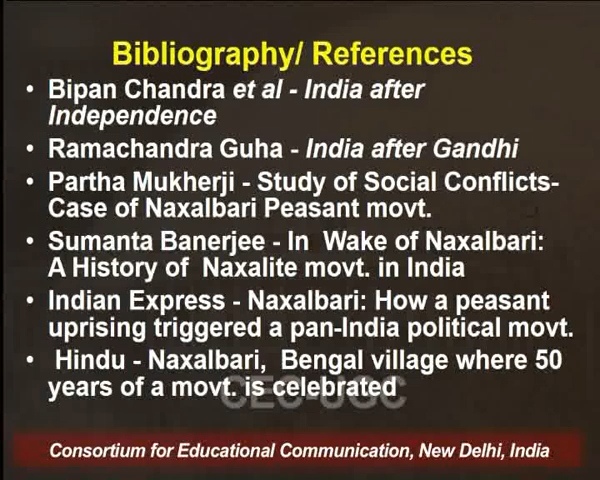 Bibliography/ References
• Bipan Chandra et al - India after
Independence
• Ramachandra Guha - India after Gandhi
• Partha Mukherji - Study of Social Conflicts-
Case of Naxalbari Peasant movt.
• Sumanta Banerjee - In Wake of Naxalbari:
A History of Naxalite movt. in India
• Indian Express - Naxalbari: How a peasant
uprising triggered a pan-India political movt.
• Hindu - Naxalbari, Bengal village where 50
years of a movt. is celebrated
CEC-UGC
Consortium for Educational Communication, New Delhi, India